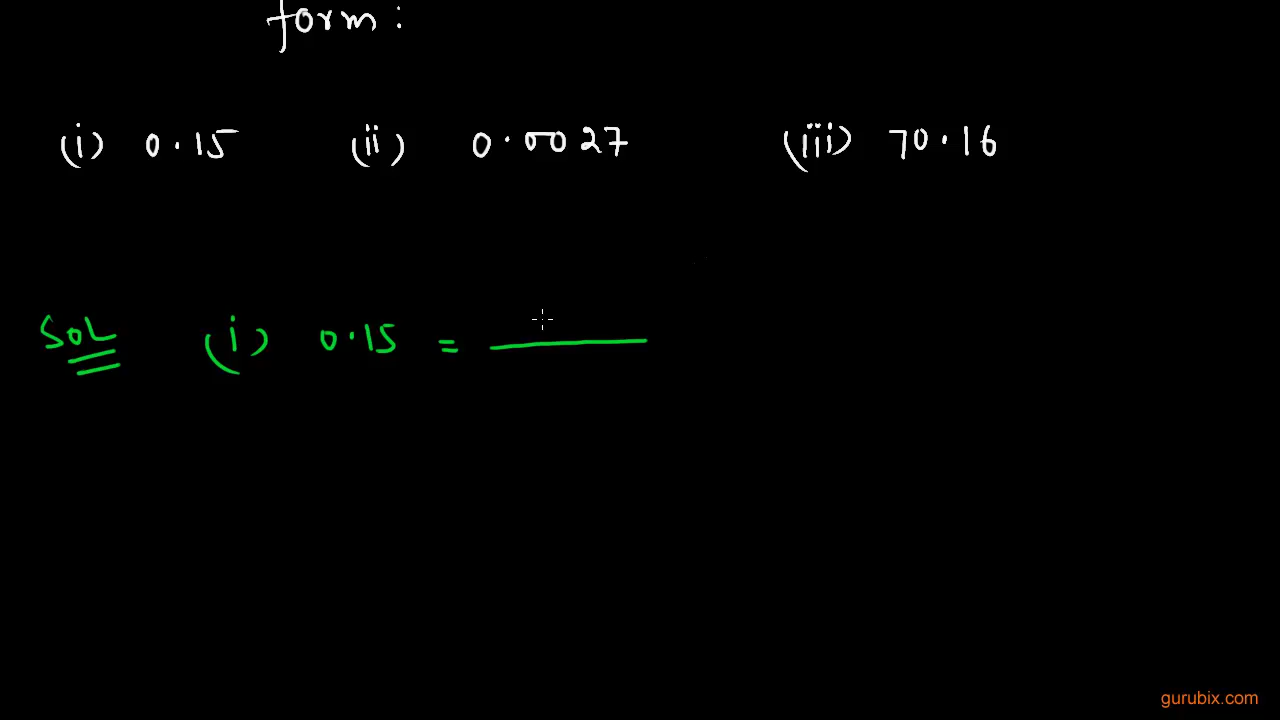 form :
(i) 0.15 (ii) 0.0027 (iii) 70.16
SOL (i) 0.15 =
gurubix.com